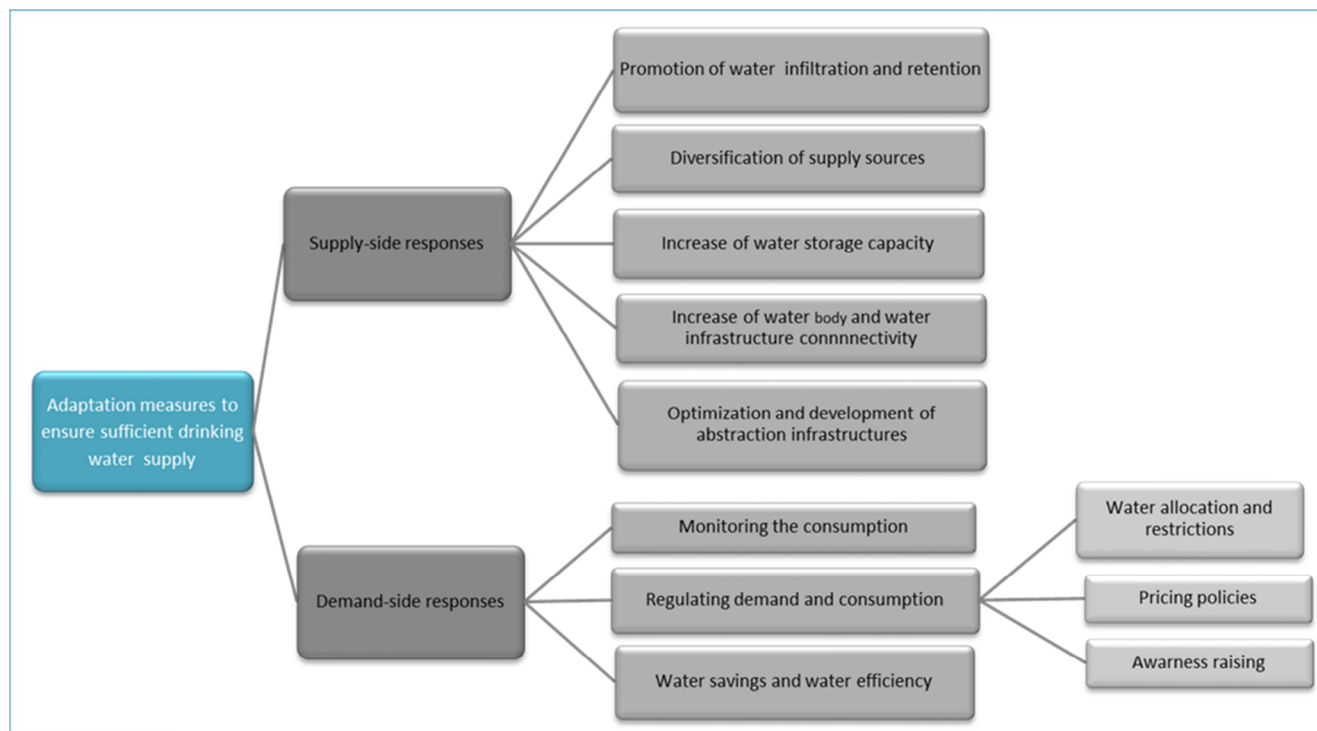 Promotion of water infiltration and retention
Diversification of supply sources
Supply-side responses
Increase of water storage capacity
Increase of water body and water
infrastructure connnnectivity
Adaptation measures to
ensure sufficient drinking
water supply
Optimization and development of
abstraction infrastructures
Monitoring the consumption
Water allocation and
restrictions
Demand-side responses
Regulating demand and consumption
Pricing policies
Awarness raising
Water savings and water efficiency